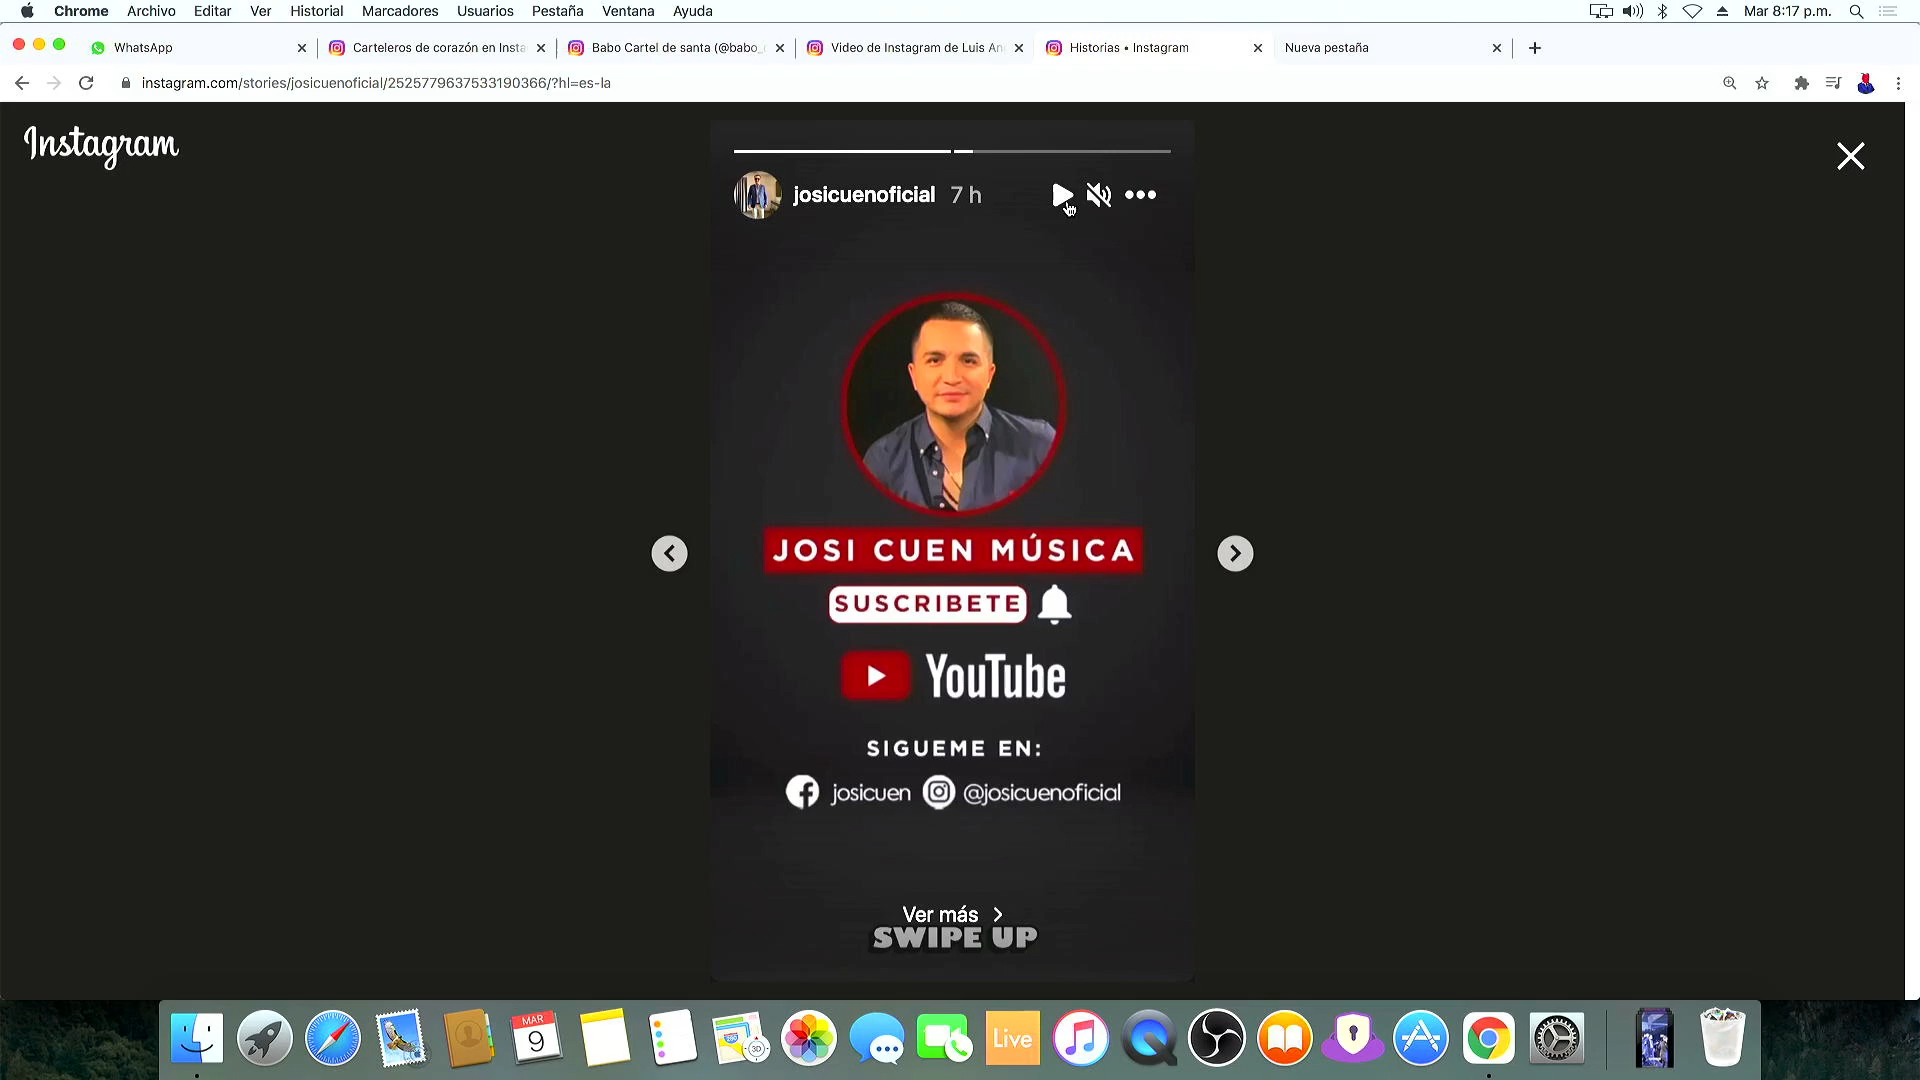 Chrome Archivo Editar Ver Historial Marcadores Usuarios Pestaña Ventana Ayuda Mar 8:17 p.m.
WhatsApp Carteleros de corazón en Insta Babo Cartel de santa (@babo_ Video de Instagram de Luis An Historias • Instagram Nueva pestaña
instagram.com/stories/josicuenoficial/2525779637533190366/?hl=es-la
Instagram
josicuenoficial 7 h
JOSI CUEN MÚSICA
SUSCRIBETE
YouTube
SIGUEME EN:
josicuen @josicuenoficial
Ver más
SWIPE UP
MAR
9
280
3D
Live